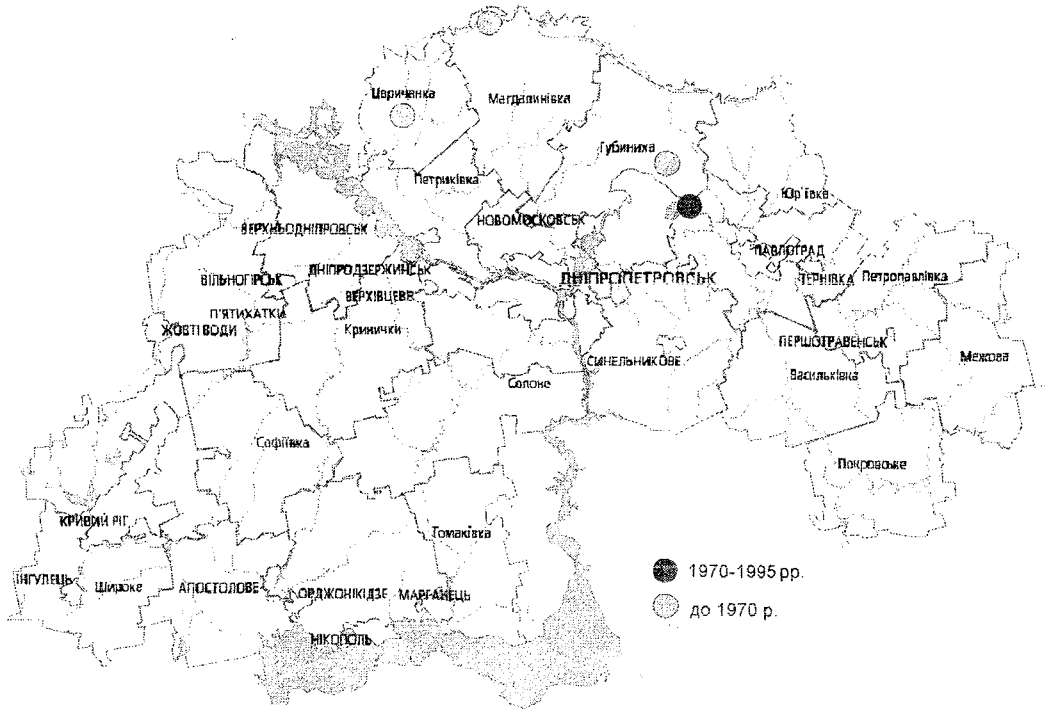 Царичанка
Магдалинівка
Губиниха
Петриківка
Юр'ївка
НОВОМОСКОВСЬК
ВЕРХНЬОДНІПРОВСЬК
ПАВЛОГРАД
ДНІПРОДЗЕРЖИНСЬК
ДНІПРОПЕТРОВСЬК
ТЕРНІВКА
Петропавлівка
ВІЛЬНОГІРСЬК
ВЕРХІВЦЕВЕ
П'ЯТИХАТКИ
ЖОВТІ ВОДИ
Кринички
ПЕРШОТРАВЕНСЬК
СИНЕЛЬНИКОВЕ
Межова
Васильківка
Солоне
Софіївка
Покровське
КРИВИЙ РІГ
Томаківка
1970-1995 рр.
ІНГУЛЕЦЬ
Широке
АПОСТОЛОВЕ
ОРДЖОНІКІДЗЕ
МАРГАНЕЦЬ
до 1970 р.
НІКОПОЛЬ